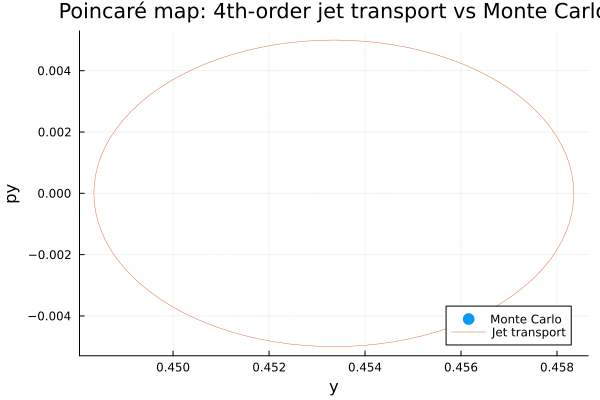 Poincaré map: 4th-order jet transport vs Monte Carlo
py
0.004
0.002
0.000
−0.002
−0.004
Monte Carlo
Jet transport
0.450
0.452
0.454
0.456
0.458
y